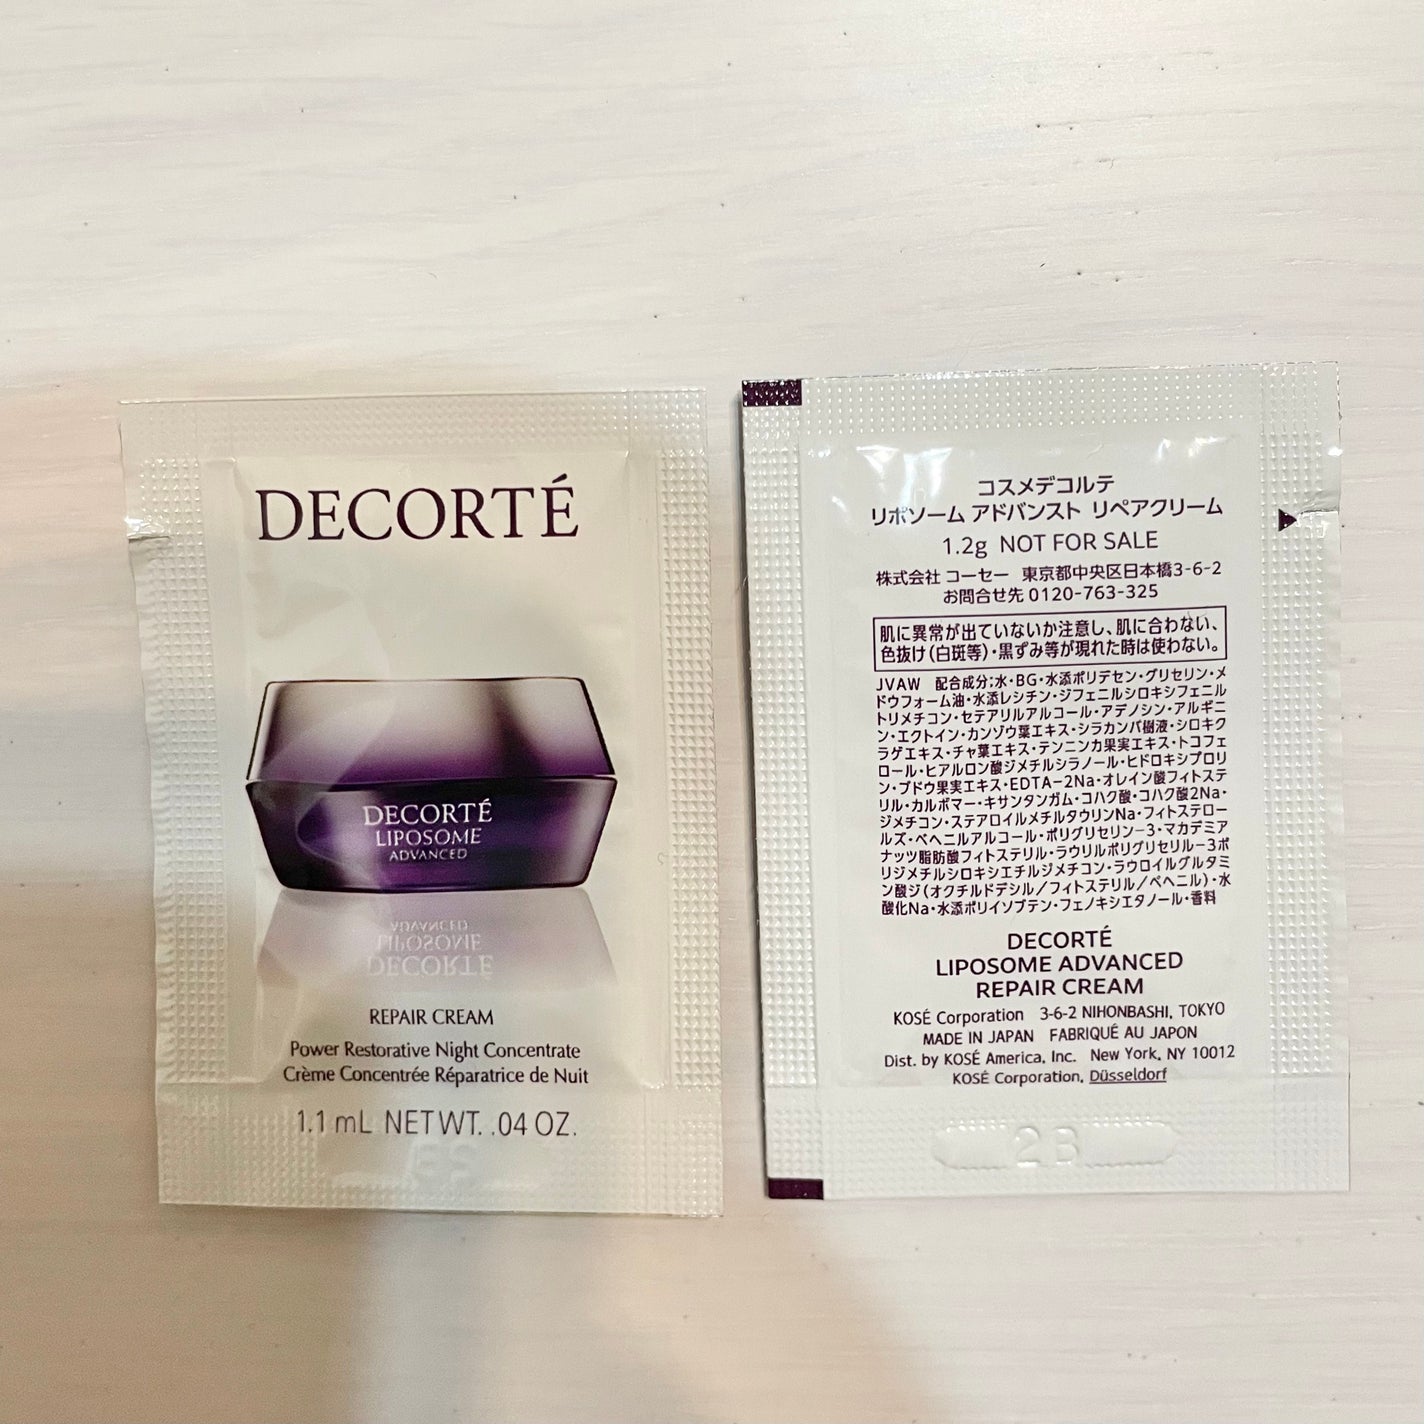 DECORTÉ
DECORTÉ
LIPOSOME
ADVANCED
REPAIR CREAM
Power Restorative Night Concentrate
Crème Concentrée Réparatrice de Nuit
1.1 mL NET WT. .04 OZ.
コスメデコルテ
リポソーム アドバンスト リペアクリーム
1.2g NOT FOR SALE
株式会社 コーセー 東京都中央区日本橋3-6-2
お問合せ先 0120-763-325
肌に異常が出ていないか注意し、肌に合わない、
色抜け(白斑等)・黒ずみ等が現れた時は使わない。
JVAW 配合成分:水・BG・水添ポリデセン・グリセリン・メ
ドウフォーム油・水添レシチン・ジフェニルシロキシフェニル
トリメチコン・セテアリルアルコール・アデノシン・アルギニ
ン・エクトイン・カンゾウ葉エキス・シラカンバ樹液・シロキク
ラゲエキス・チャ葉エキス・テンニンカ果実エキス・トコフェ
ロール・ヒアルロン酸ジメチルシラノール・ヒドロキシプロリ
ン・ブドウ果実エキス・EDTA-2Na・オレイン酸フィトステ
リル・カルボマー・キサンタンガム・コハク酸・コハク酸2Na・
ジメチコン・ステアロイルメチルタウリンNa・フィトステロー
ルズ・ベヘニルアルコール・ポリグリセリン-3・マカデミア
ナッツ脂肪酸フィトステリル・ラウリルポリグリセリル-3ポ
リジメチルシロキシエチルジメチコン・ラウロイルグルタミ
ン酸ジ(オクチルドデシル/フィトステリル/ベヘニル)・水
酸化Na・水添ポリイソブテン・フェノキシエタノール・香料
DECORTÉ
LIPOSOME ADVANCED
REPAIR CREAM
KOSÉ Corporation 3-6-2 NIHONBASHI, TOKYO
MADE IN JAPAN FABRIQUÉ AU JAPON
Dist. by KOSÉ America, Inc. New York, NY 10012
KOSÉ Corporation, Düsseldorf
2B